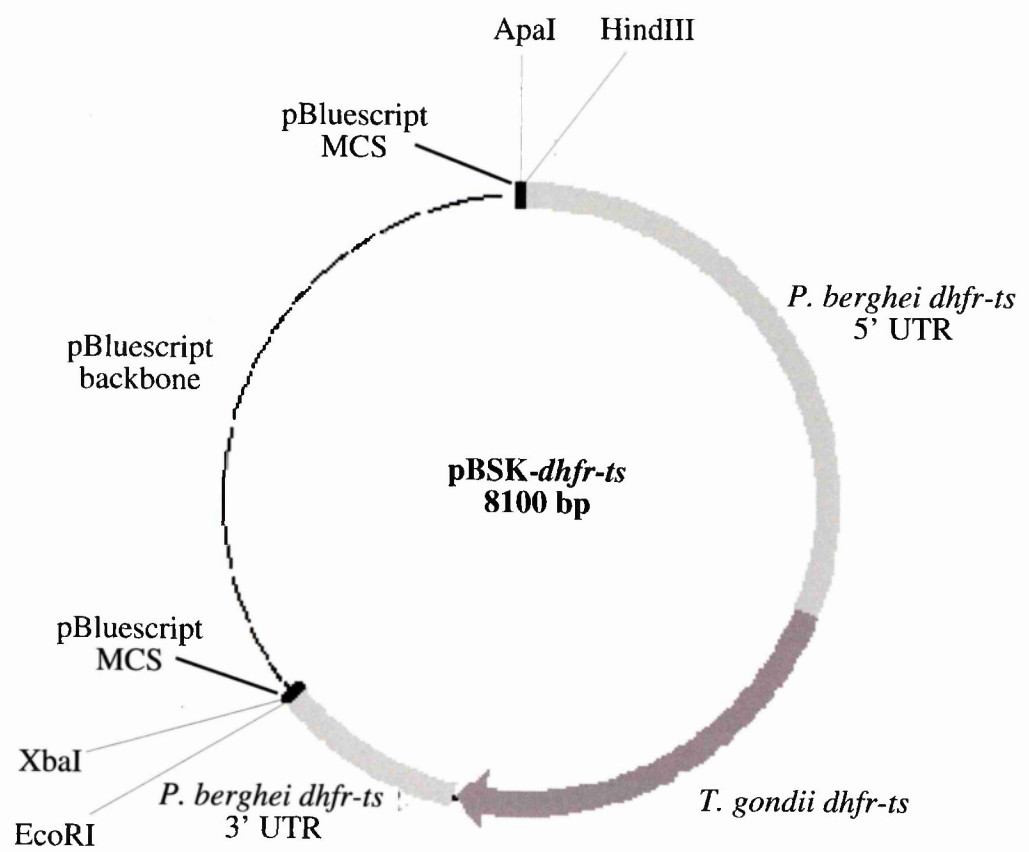 ApaI
HindIII
pBluescript
MCS
P. berghei dhfr-ts
5’ UTR
pBluescript
backbone
pBSK-dhfr-ts
8100 bp
pBluescript
MCS
XbaI
EcoRI
P. berghei dhfr-ts
3’ UTR
T. gondii dhfr-ts